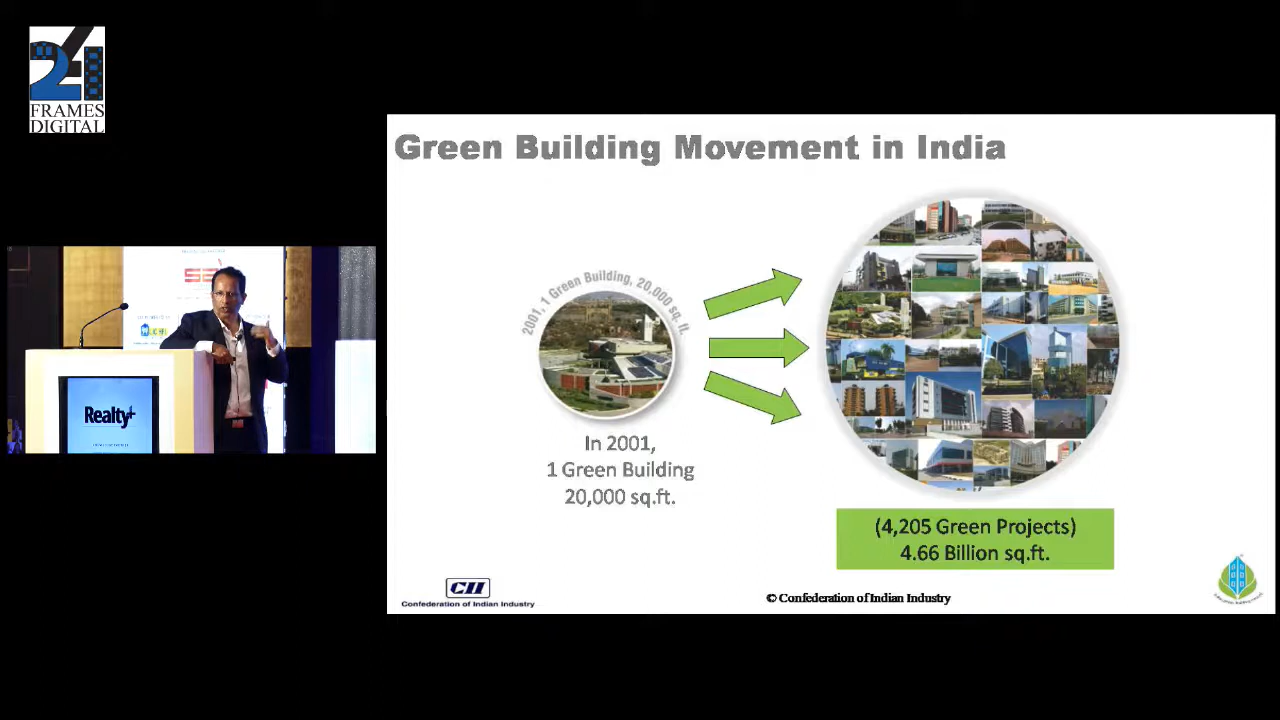 24
FRAMES
DIGITAL
Green Building Movement in India
2001, 1 Green Building, 20,000 sq. ft.
In 2001,
1 Green Building
20,000 sq.ft.
(4,205 Green Projects)
4.66 Billion sq.ft.
CII
Confederation of Indian Industry
© Confederation of Indian Industry
Realty+